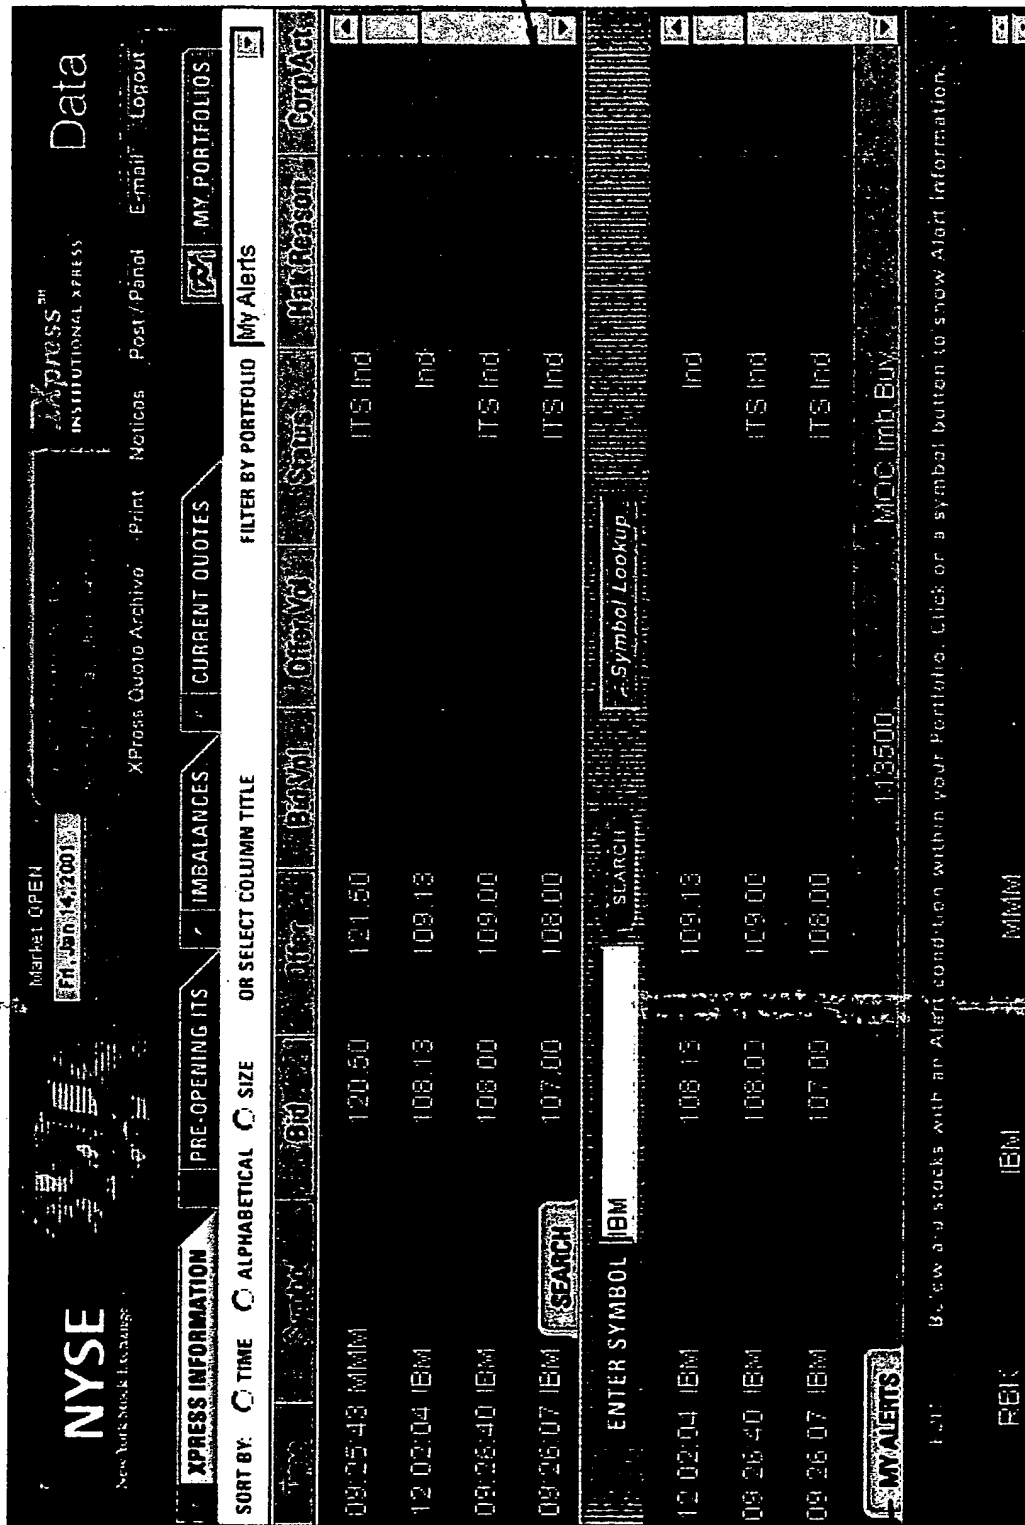 NYSE
New York Stock Exchange
Market OPEN
Fri, Jan 14, 2001
IXpress℠
INSTITUTIONAL XPRESS
Data
XPress Quote Archive Print Notices Post / Panel E-mail Logout
XPRESS INFORMATION PRE-OPENING ITS IMBALANCES CURRENT QUOTES MY PORTFOLIOS
SORT BY: TIME ALPHABETICAL SIZE OR SELECT COLUMN TITLE FILTER BY PORTFOLIO My Alerts
Time Symbol Bid Offer Bid Vol Offer Vol Status Halt Reason Corp Act
09:25:43 MMM 120.50 121.50 ITS Ind
12:02:04 IBM 108.13 109.13 Ind
09:26:40 IBM 108.00 109.00 ITS Ind
09:26:07 IBM 107.00 108.00 ITS Ind
SEARCH
ENTER SYMBOL IBM SEARCH Symbol Lookup
12:02:04 IBM 108.13 109.13 Ind
09:26:40 IBM 108.00 109.00 ITS Ind
09:26:07 IBM 107.00 108.00 ITS Ind
113500 MOC Imb Buy
MY ALERTS
Below are stocks with an Alert condition within your Portfolio. Click on a symbol button to show Alert information.
RBK IBM MMM